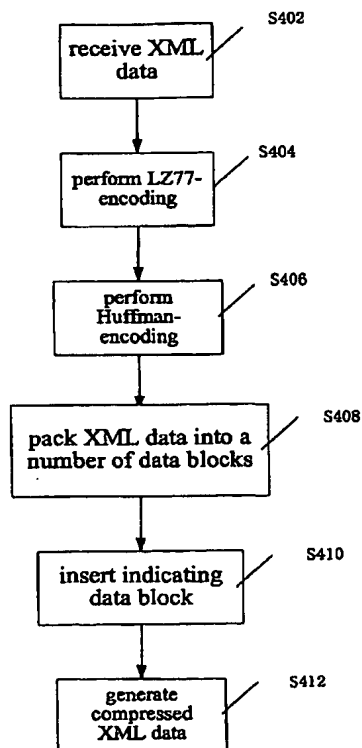 S402
receive XML
data
S404
perform LZ77-
encoding
S406
perform
Huffman-
encoding
S408
pack XML data into a
number of data blocks
S410
insert indicating
data block
S412
generate
compressed
XML data